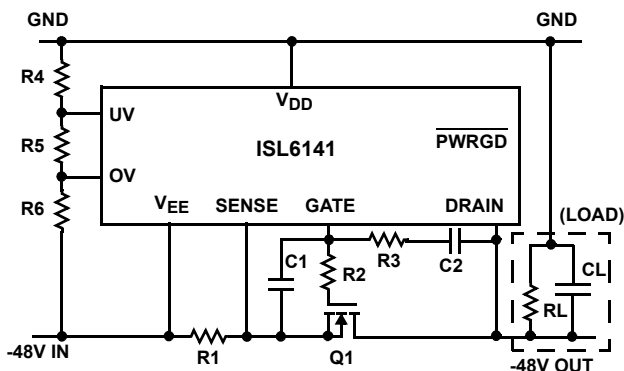 GND
GND
R4
UV
VDD
R5
ISL6141
PWRGD
OV
R6
VEE
SENSE
GATE
DRAIN
(LOAD)
C1
R2
R3
C2
CL
RL
-48V IN
R1
Q1
-48V OUT